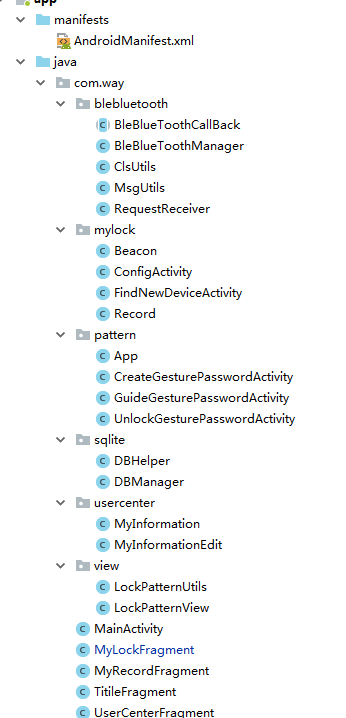 app
manifests
AndroidManifest.xml
java
com.way
blebluetooth
BleBlueToothCallBack
BleBlueToothManager
ClsUtils
MsgUtils
RequestReceiver
mylock
Beacon
ConfigActivity
FindNewDeviceActivity
Record
pattern
App
CreateGesturePasswordActivity
GuideGesturePasswordActivity
UnlockGesturePasswordActivity
sqlite
DBHelper
DBManager
usercenter
MyInformation
MyInformationEdit
view
LockPatternUtils
LockPatternView
MainActivity
MyLockFragment
MyRecordFragment
TitileFragment
UserCenterFragment